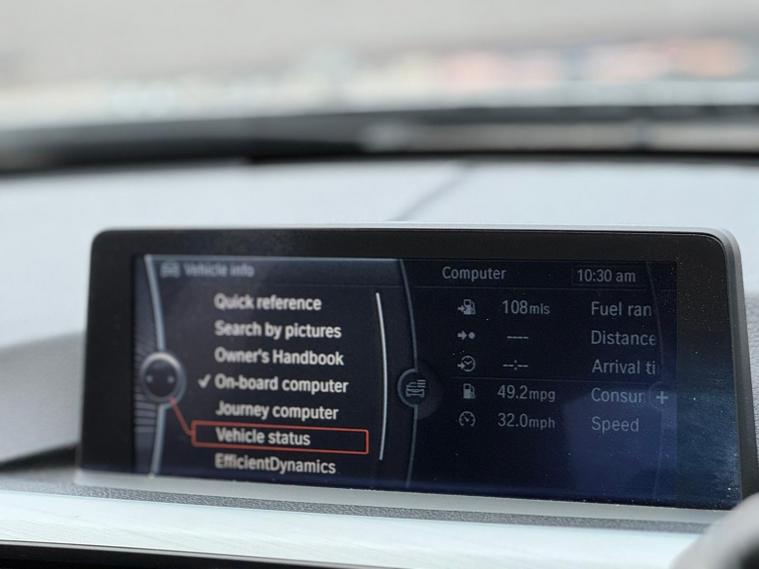 Vehicle info
Quick reference
Search by pictures
Owner's Handbook
✓ On-board computer
Journey computer
Vehicle status
EfficientDynamics
Computer 10:30 am
108mls Fuel ran
---- Distance
--:-- Arrival ti
49.2mpg Consur +
32.0mph Speed